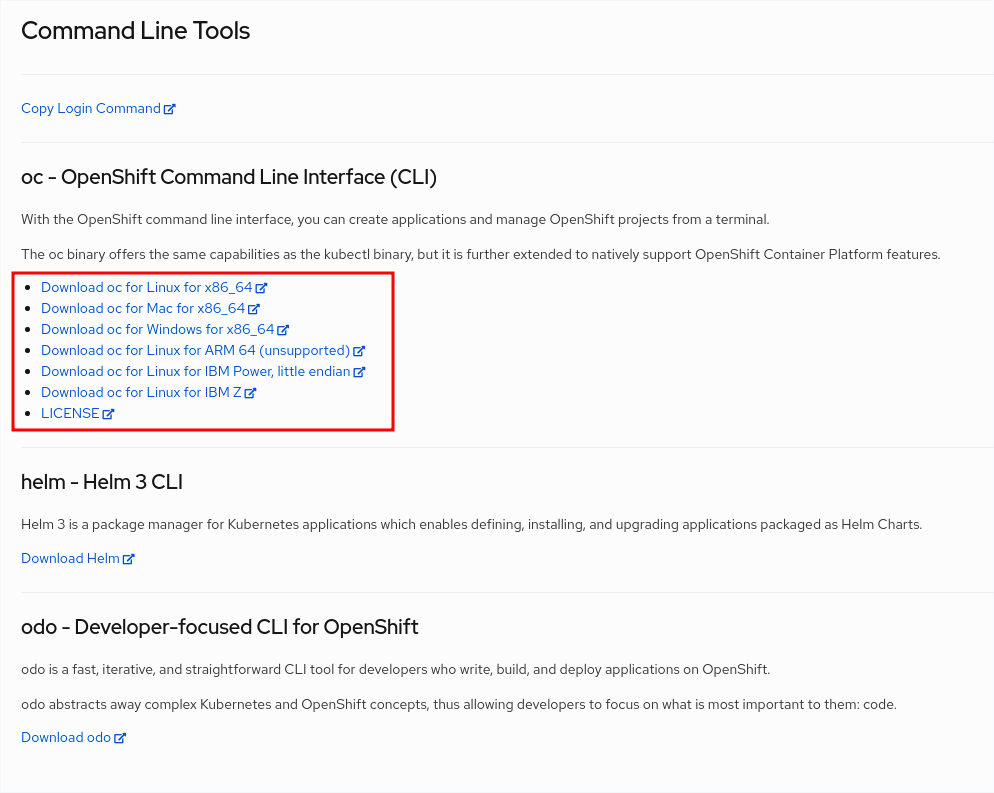 Command Line Tools
Copy Login Command
oc - OpenShift Command Line Interface (CLI)
With the OpenShift command line interface, you can create applications and manage OpenShift projects from a terminal.
The oc binary offers the same capabilities as the kubectl binary, but it is further extended to natively support OpenShift Container Platform features.
Download oc for Linux for x86_64
Download oc for Mac for x86_64
Download oc for Windows for x86_64
Download oc for Linux for ARM 64 (unsupported)
Download oc for Linux for IBM Power, little endian
Download oc for Linux for IBM Z
LICENSE
helm - Helm 3 CLI
Helm 3 is a package manager for Kubernetes applications which enables defining, installing, and upgrading applications packaged as Helm Charts.
Download Helm
odo - Developer-focused CLI for OpenShift
odo is a fast, iterative, and straightforward CLI tool for developers who write, build, and deploy applications on OpenShift.
odo abstracts away complex Kubernetes and OpenShift concepts, thus allowing developers to focus on what is most important to them: code.
Download odo